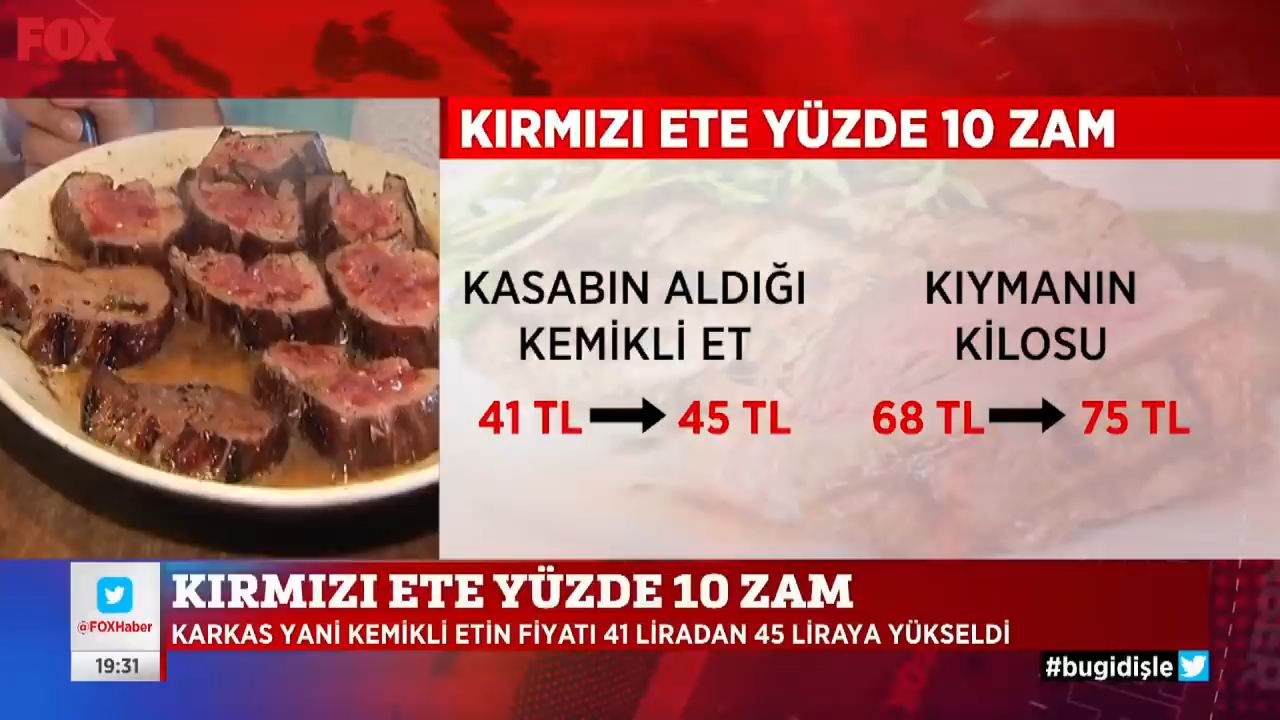 FOX
KIRMIZI ETE YÜZDE 10 ZAM
KASABIN ALDIĞI
KEMİKLİ ET
41 TL 45 TL
KIYMANIN
KİLOSU
68 TL 75 TL
@FOXHaber
19:31
KIRMIZI ETE YÜZDE 10 ZAM
KARKAS YANİ KEMİKLİ ETİN FİYATI 41 LİRADAN 45 LİRAYA YÜKSELDİ
#bugidişle